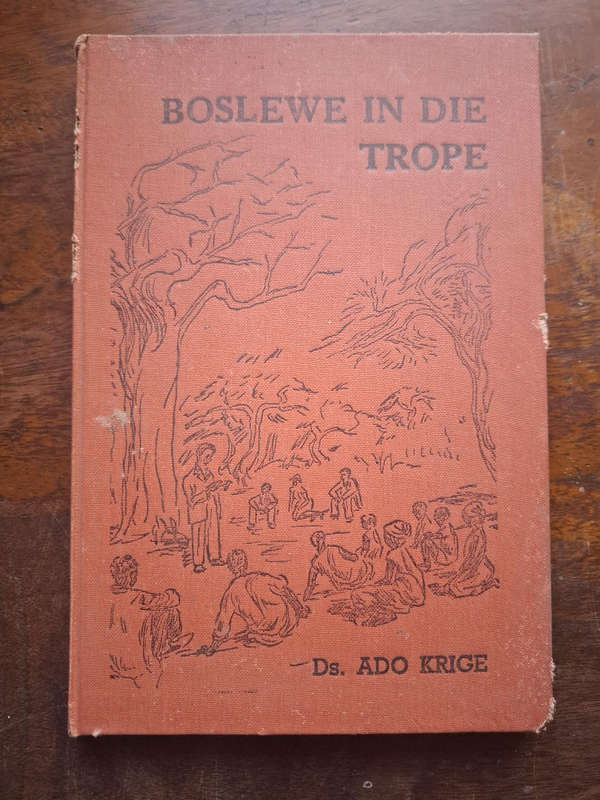 BOSLEWE IN DIE
TROPE
Ds. ADO KRIGE